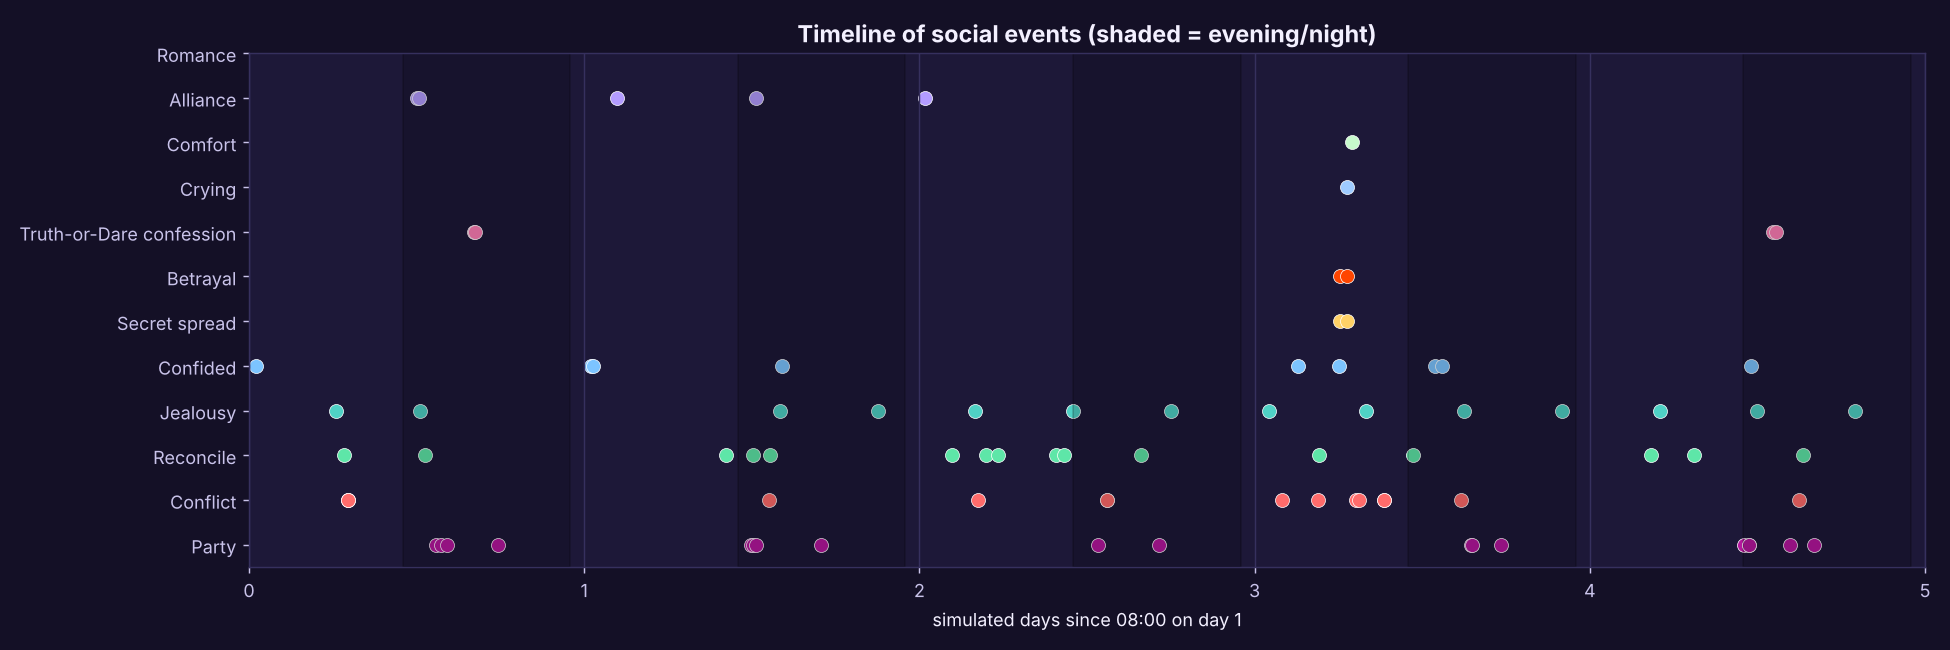 Timeline of social events (shaded = evening/night)
Romance
Alliance
Comfort
Crying
Truth-or-Dare confession
Betrayal
Secret spread
Confided
Jealousy
Reconcile
Conflict
Party
0 1 2 3 4 5
simulated days since 08:00 on day 1